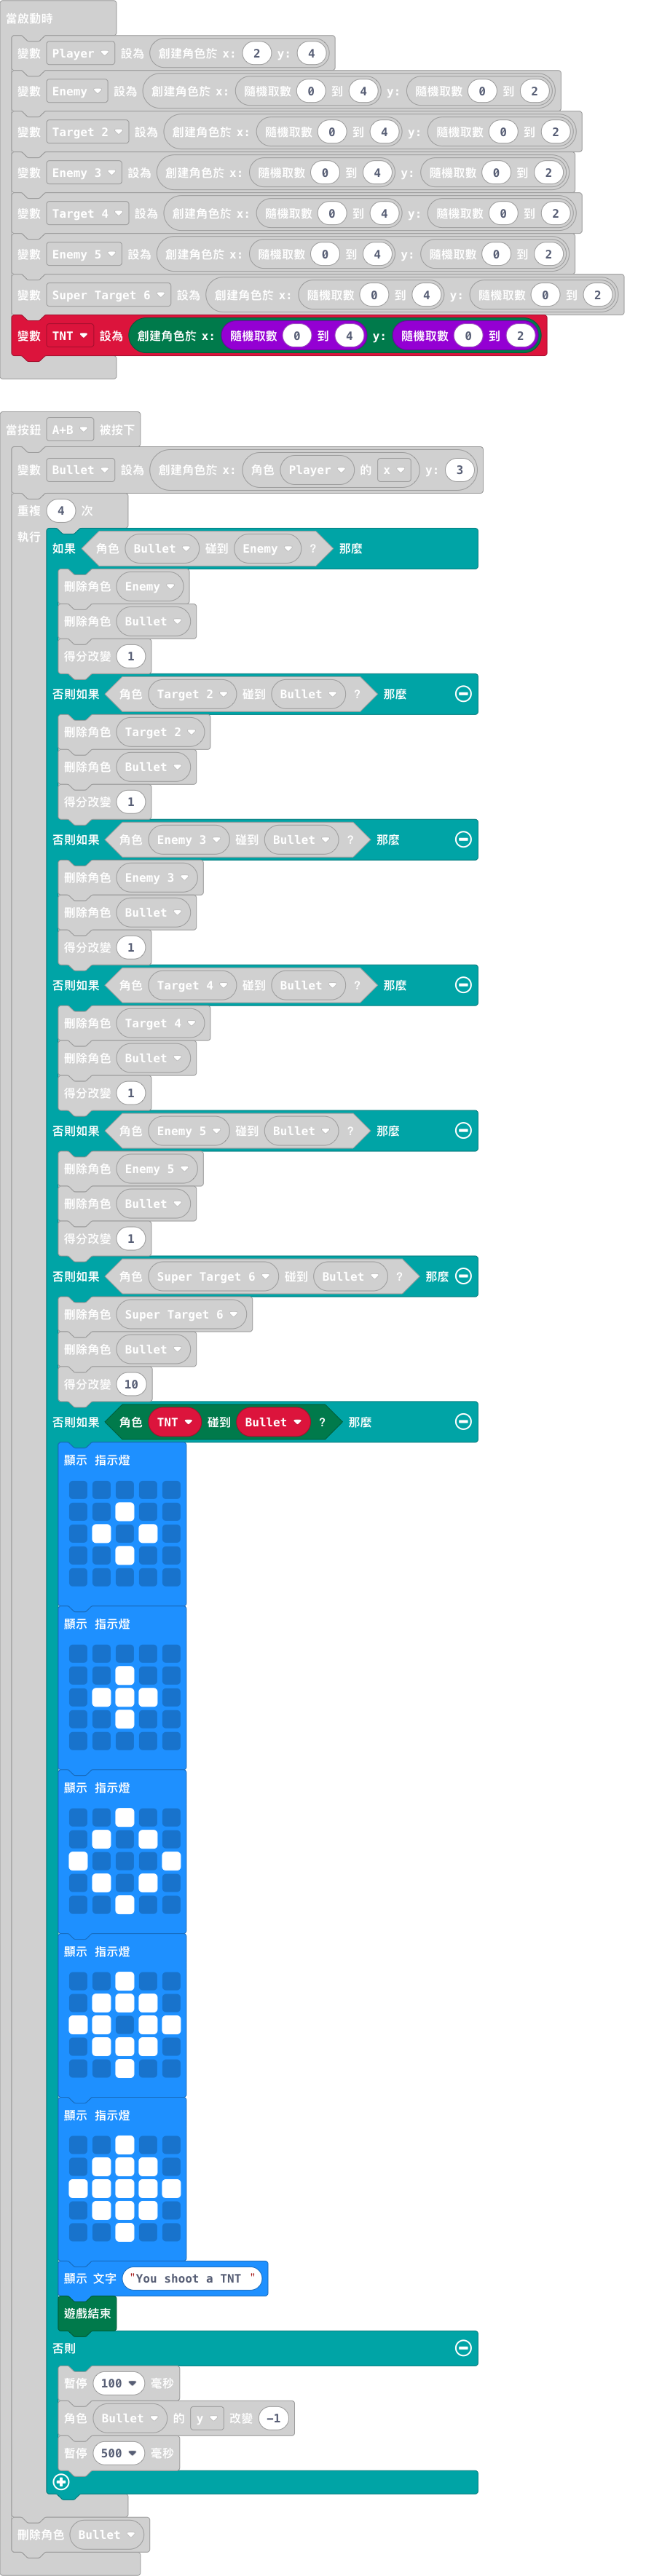 當啟動時
變數 Player 設為 創建角色於 x: 2 y: 4
變數 Enemy 設為 創建角色於 x: 隨機取數 0 到 4 y: 隨機取數 0 到 2
變數 Target 2 設為 創建角色於 x: 隨機取數 0 到 4 y: 隨機取數 0 到 2
變數 Enemy 3 設為 創建角色於 x: 隨機取數 0 到 4 y: 隨機取數 0 到 2
變數 Target 4 設為 創建角色於 x: 隨機取數 0 到 4 y: 隨機取數 0 到 2
變數 Enemy 5 設為 創建角色於 x: 隨機取數 0 到 4 y: 隨機取數 0 到 2
變數 Super Target 6 設為 創建角色於 x: 隨機取數 0 到 4 y: 隨機取數 0 到 2
變數 TNT 設為 創建角色於 x: 隨機取數 0 到 4 y: 隨機取數 0 到 2
當按鈕 A+B 被按下
變數 Bullet 設為 創建角色於 x: 角色 Player 的 x y: 3
重複 4 次
執行
如果 角色 Bullet 碰到 Enemy ? 那麼
刪除角色 Enemy
刪除角色 Bullet
得分改變 1
否則如果 角色 Target 2 碰到 Bullet ? 那麼
刪除角色 Target 2
刪除角色 Bullet
得分改變 1
否則如果 角色 Enemy 3 碰到 Bullet ? 那麼
刪除角色 Enemy 3
刪除角色 Bullet
得分改變 1
否則如果 角色 Target 4 碰到 Bullet ? 那麼
刪除角色 Target 4
刪除角色 Bullet
得分改變 1
否則如果 角色 Enemy 5 碰到 Bullet ? 那麼
刪除角色 Enemy 5
刪除角色 Bullet
得分改變 1
否則如果 角色 Super Target 6 碰到 Bullet ? 那麼
刪除角色 Super Target 6
刪除角色 Bullet
得分改變 10
否則如果 角色 TNT 碰到 Bullet ? 那麼
顯示 指示燈
顯示 指示燈
顯示 指示燈
顯示 指示燈
顯示 指示燈
顯示 文字 "You shoot a TNT "
遊戲結束
否則
暫停 100 毫秒
角色 Bullet 的 y 改變 -1
暫停 500 毫秒
刪除角色 Bullet